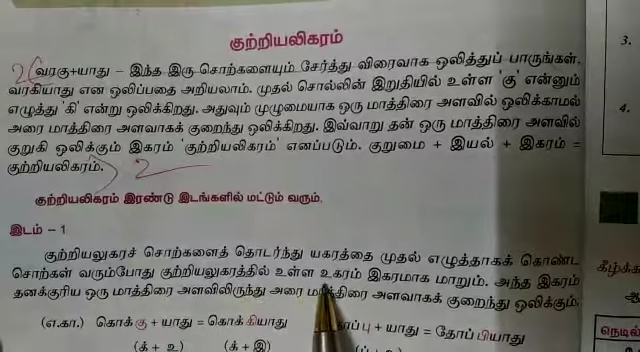 குற்றியலிகரம்
2 வரகு+யாது – இந்த இரு சொற்களையும் சேர்த்து விரைவாக ஒலித்துப் பாருங்கள்.
வரகியாது என ஒலிப்பதை அறியலாம். முதல் சொல்லின் இறுதியில் உள்ள 'கு' என்னும்
எழுத்து 'கி' என்று ஒலிக்கிறது. அதுவும் முழுமையாக ஒரு மாத்திரை அளவில் ஒலிக்காமல்
அரை மாத்திரை அளவாகக் குறைந்து ஒலிக்கிறது. இவ்வாறு தன் ஒரு மாத்திரை அளவில்
குறுகி ஒலிக்கும் இகரம் 'குற்றியலிகரம்' எனப்படும். குறுமை + இயல் + இகரம் =
குற்றியலிகரம். 2
குற்றியலிகரம் இரண்டு இடங்களில் மட்டும் வரும்.
இடம் – 1
குற்றியலுகரச் சொற்களைத் தொடர்ந்து யகரத்தை முதல் எழுத்தாகக் கொண்ட
சொற்கள் வரும்போது குற்றியலுகரத்தில் உள்ள உகரம் இகரமாக மாறும். அந்த இகரம்
தனக்குரிய ஒரு மாத்திரை அளவிலிருந்து அரை மாத்திரை அளவாகக் குறைந்து ஒலிக்கும்.
(எ.கா.) கொக்கு + யாது = கொக்கியாது + யாது = தோப்பியாது
(க் + உ) (க் + இ)
3.
4.
கீழ்க்க
நெடில்